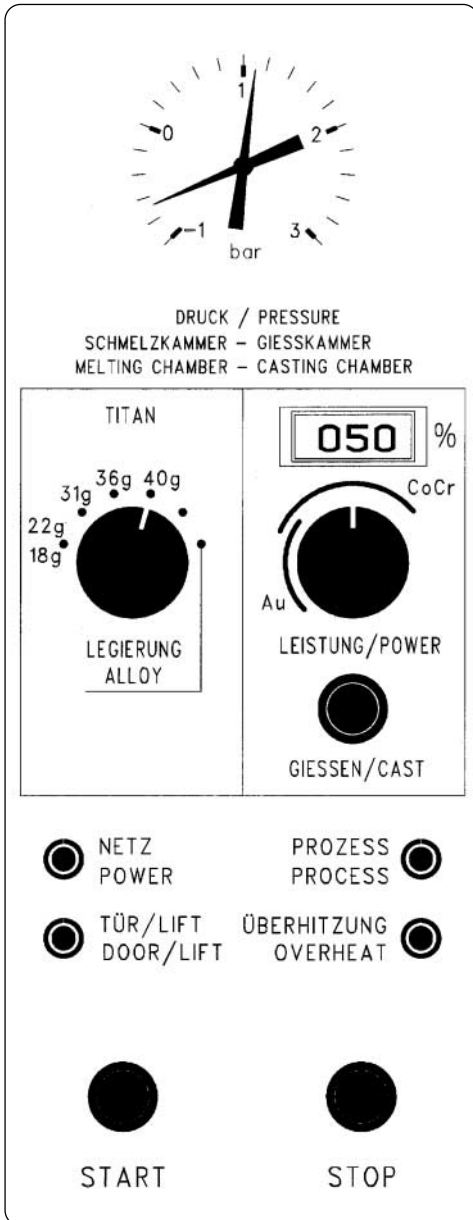 1
0
2
-1
3
bar
DRUCK / PRESSURE
SCHMELZKAMMER - GIESSKAMMER
MELTING CHAMBER - CASTING CHAMBER
TITAN
36g
40g
31g
22g
18g
LEGIERUNG
ALLOY
050 %
CoCr
Au
LEISTUNG/POWER
GIESSEN/CAST
NETZ
POWER
PROZESS
PROCESS
TÜR/LIFT
DOOR/LIFT
ÜBERHITZUNG
OVERHEAT
START
STOP